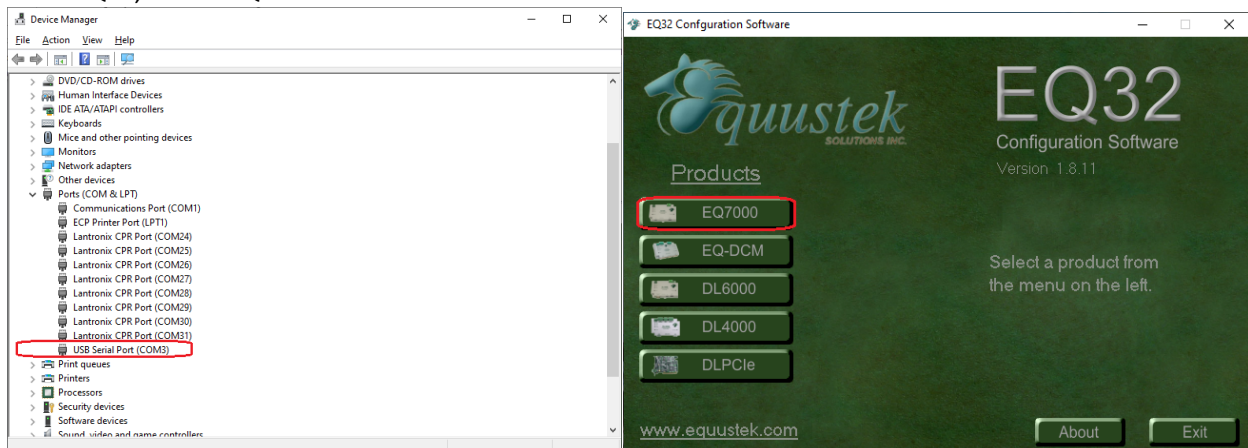 Device Manager
File Action View Help
DVD/CD-ROM drives
Human Interface Devices
IDE ATA/ATAPI controllers
Keyboards
Mice and other pointing devices
Monitors
Network adapters
Other devices
Ports (COM & LPT)
Communications Port (COM1)
ECP Printer Port (LPT1)
Lantronix CPR Port (COM24)
Lantronix CPR Port (COM25)
Lantronix CPR Port (COM26)
Lantronix CPR Port (COM27)
Lantronix CPR Port (COM28)
Lantronix CPR Port (COM29)
Lantronix CPR Port (COM30)
Lantronix CPR Port (COM31)
USB Serial Port (COM3)
Print queues
Printers
Processors
Security devices
Software devices
Sound, video and game controllers
EQ32 Confguration Software
Equustek
SOLUTIONS INC.
EQ32
Configuration Software
Version 1.8.11
Products
EQ7000
EQ-DCM
DL6000
DL4000
DLPCIe
Select a product from
the menu on the left.
www.equustek.com
About
Exit